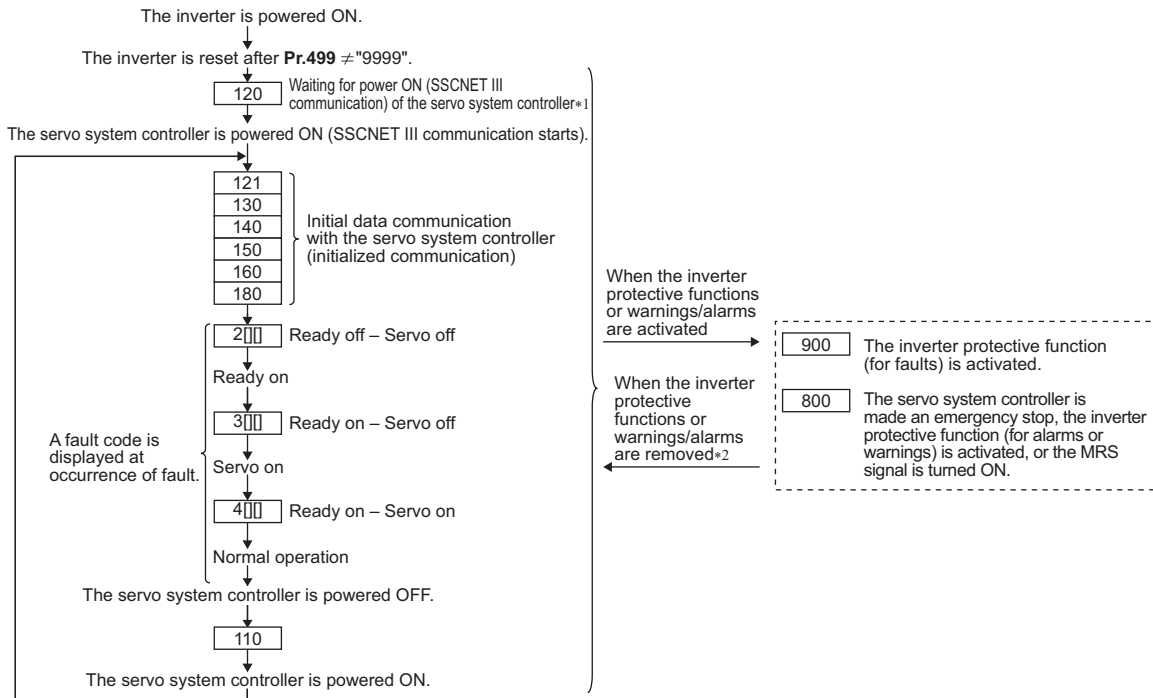 The inverter is powered ON.
The inverter is reset after Pr.499 ≠"9999".
120
Waiting for power ON (SSCNET III
communication) of the servo system controller*1
The servo system controller is powered ON (SSCNET III communication starts).
121
130
140
150
160
180
Initial data communication
with the servo system controller
(initialized communication)
2[][]
Ready off – Servo off
Ready on
3[][]
Ready on – Servo off
Servo on
4[][]
Ready on – Servo on
Normal operation
A fault code is
displayed at
occurrence of fault.
The servo system controller is powered OFF.
110
The servo system controller is powered ON.
When the inverter
protective functions
or warnings/alarms
are activated
When the inverter
protective
functions or
warnings/alarms
are removed*2
900
The inverter protective function
(for faults) is activated.
800
The servo system controller is
made an emergency stop, the inverter
protective function (for alarms or
warnings) is activated, or the MRS
signal is turned ON.